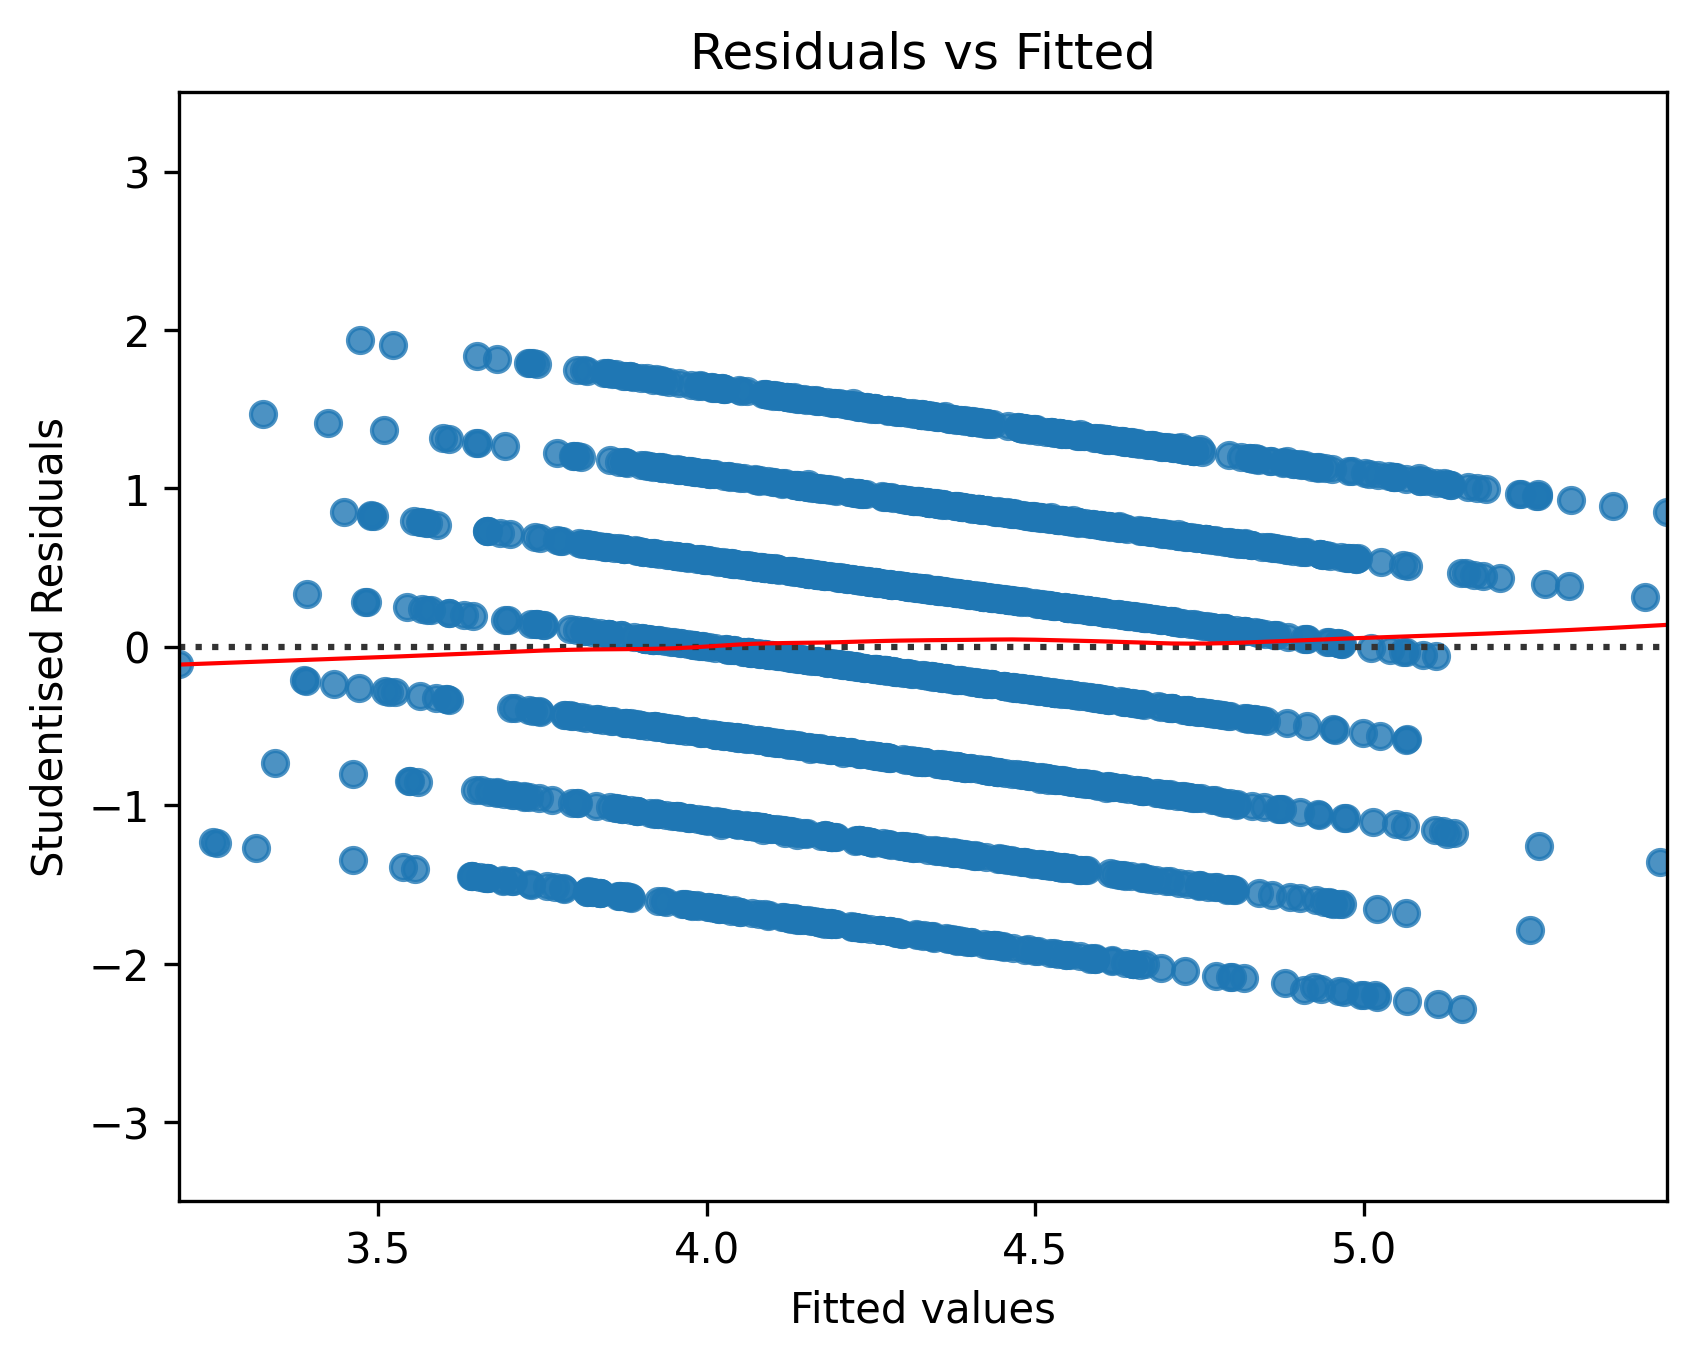 Residuals vs Fitted
Studentised Residuals
3
2
1
0
−1
−2
−3
3.5 4.0 4.5 5.0
Fitted values